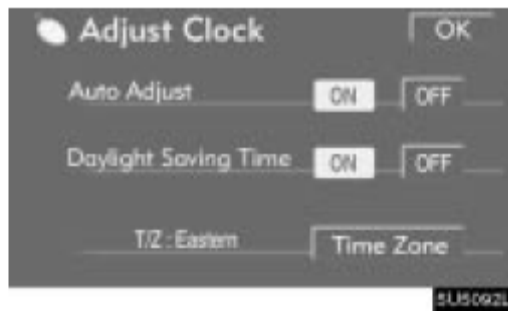 Adjust Clock OK
Auto Adjust ON OFF
Daylight Saving Time ON OFF
T/Z : Eastern Time Zone
5U5092L